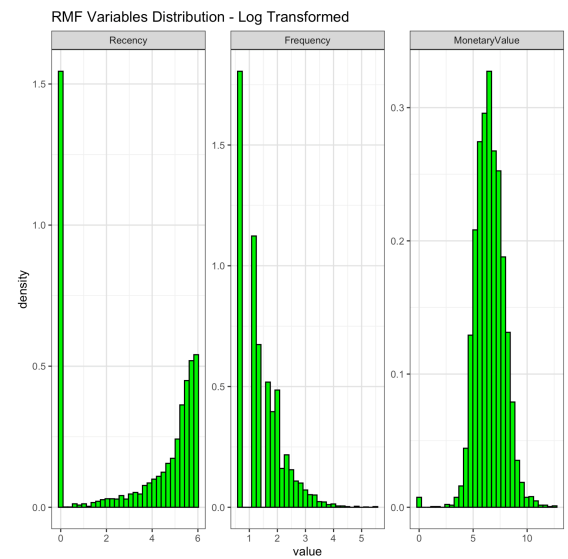 RMF Variables Distribution - Log Transformed
Recency
Frequency
MonetaryValue
density
1.5
1.0
0.5
0.0
1.5
1.0
0.5
0.0
0.3
0.2
0.1
0.0
0 2 4 6
1 2 3 4 5
0 5 10
value